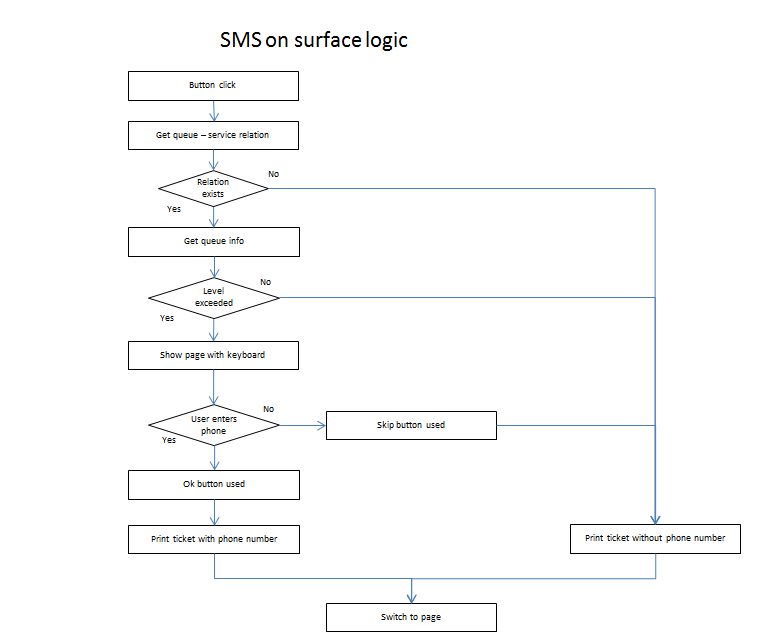 SMS on surface logic
Button click
Get queue – service relation
Relation
exists
No
Yes
Get queue info
Level
exceeded
No
Yes
Show page with keyboard
User enters
phone
No
Yes
Skip button used
Ok button used
Print ticket with phone number
Print ticket without phone number
Switch to page